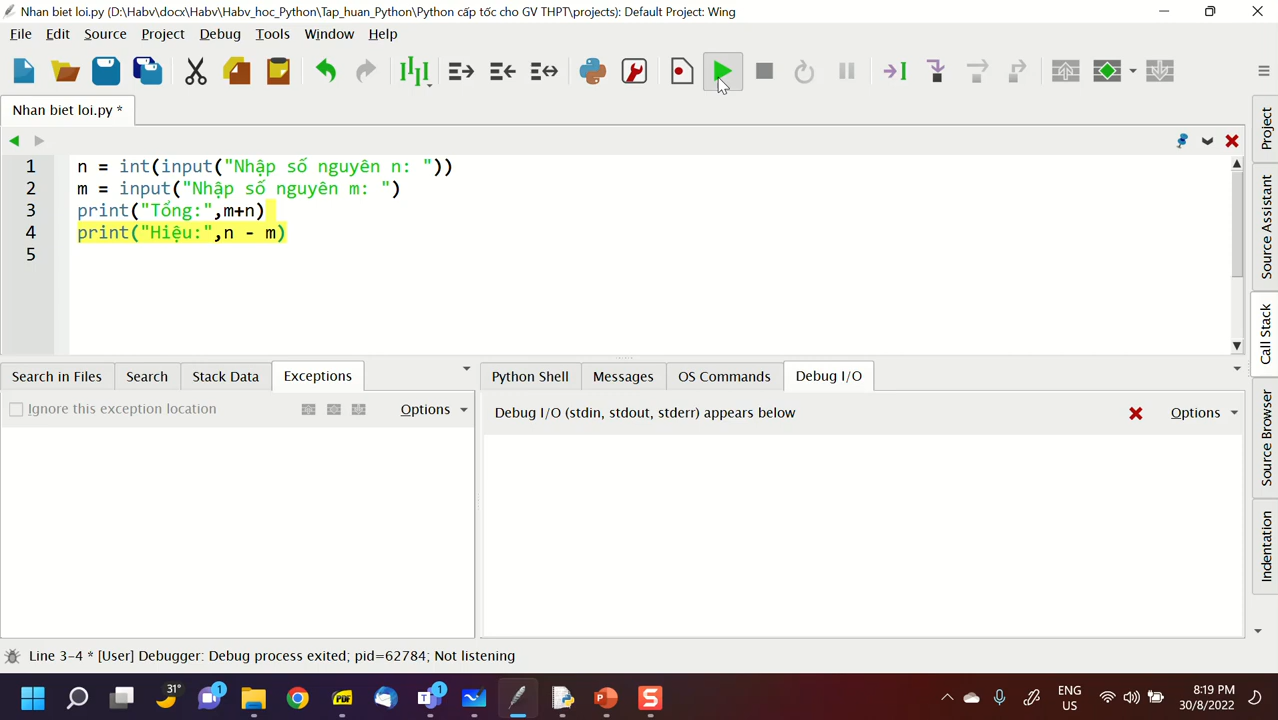 Nhan biet loi.py (D:\Habv\docx\Habv\Habv_hoc_Python\Tap_huan_Python\Python cấp tốc cho GV THPT\projects): Default Project: Wing
File Edit Source Project Debug Tools Window Help
Nhan biet loi.py *
1 n = int(input("Nhập số nguyên n: "))
2 m = input("Nhập số nguyên m: ")
3 print("Tổng:",m+n)
4 print("Hiệu:",n - m)
5
Project
Source Assistant
Call Stack
Source Browser
Indentation
Search in Files Search Stack Data Exceptions
Ignore this exception location Options
Python Shell Messages OS Commands Debug I/O
Debug I/O (stdin, stdout, stderr) appears below Options
Line 3-4 * [User] Debugger: Debug process exited; pid=62784; Not listening
31° 1 PDF 1 P S ENG 8:19 PM
US 30/8/2022